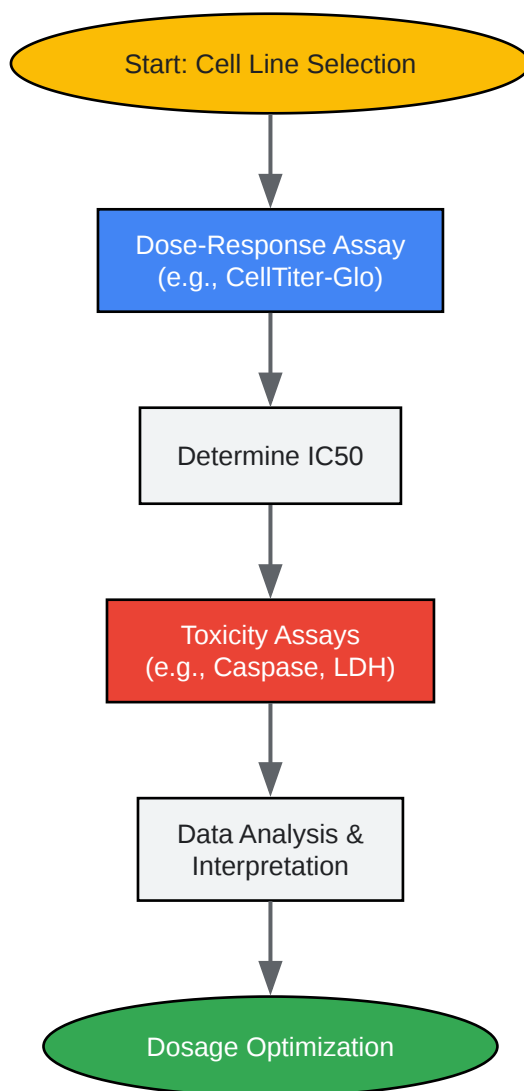 Start: Cell Line Selection
Dose-Response Assay
(e.g., CellTiter-Glo)
Determine IC50
Toxicity Assays
(e.g., Caspase, LDH)
Data Analysis &
Interpretation
Dosage Optimization